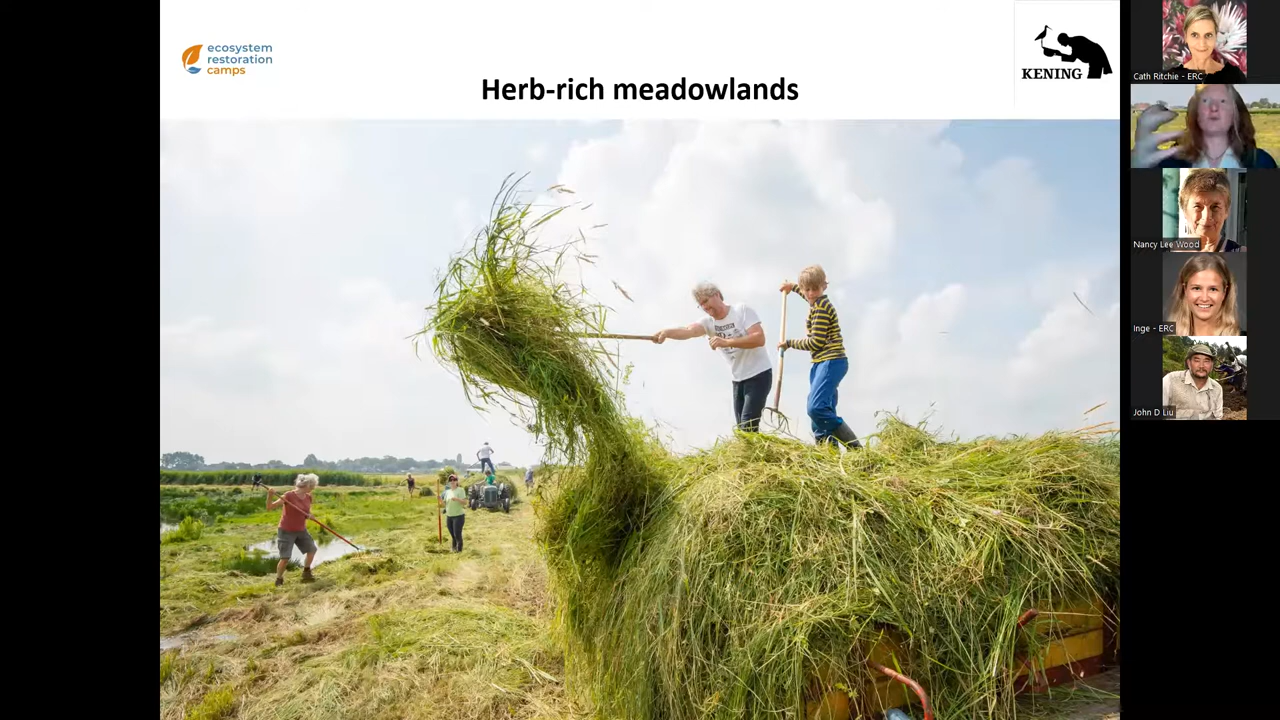 ecosystem
restoration
camps
KENING
Herb-rich meadowlands
Cath Ritchie - ERC
Nancy Lee Wood
Inge - ERC
John D Liu